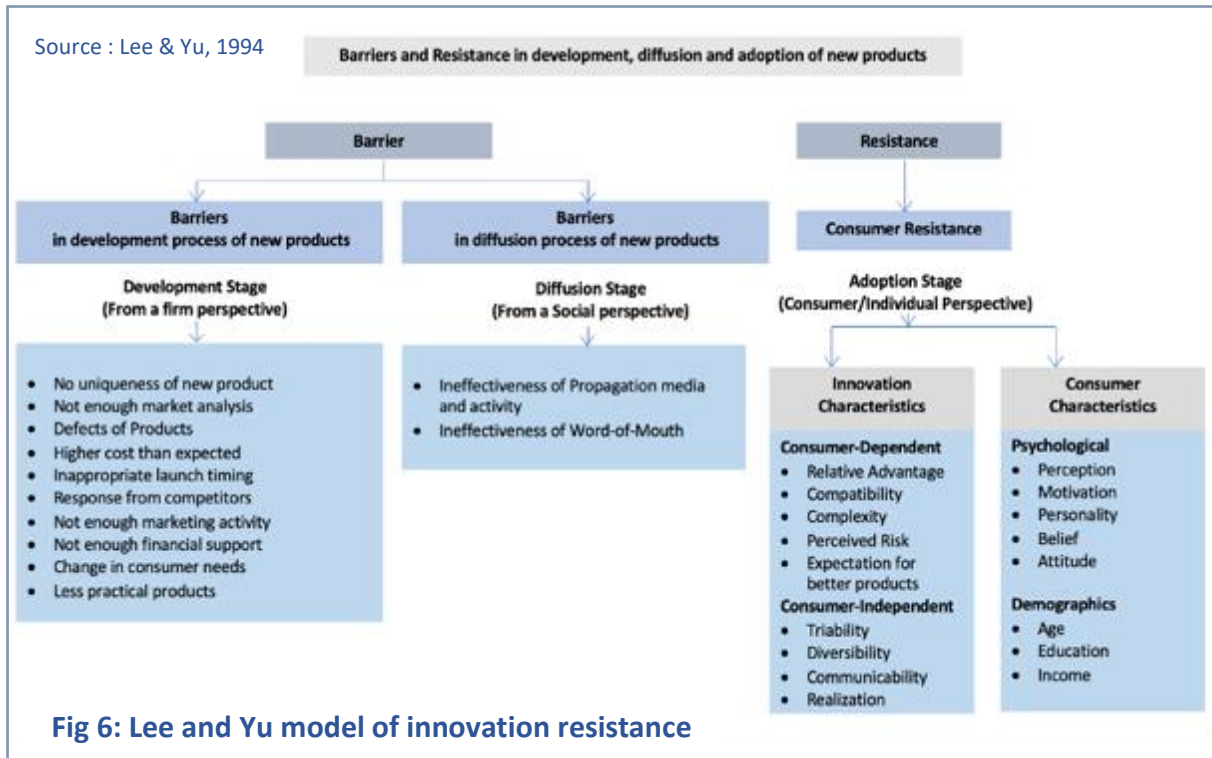 Source : Lee & Yu, 1994
Barriers and Resistance in development, diffusion and adoption of new products
Barrier
Resistance
Barriers
in development process of new products
Barriers
in diffusion process of new products
Consumer Resistance
Development Stage
(From a firm perspective)
Diffusion Stage
(From a Social perspective)
Adoption Stage
(Consumer/Individual Perspective)
• No uniqueness of new product
• Not enough market analysis
• Defects of Products
• Higher cost than expected
• Inappropriate launch timing
• Response from competitors
• Not enough marketing activity
• Not enough financial support
• Change in consumer needs
• Less practical products
• Ineffectiveness of Propagation media
and activity
• Ineffectiveness of Word-of-Mouth
Innovation
Characteristics
Consumer-Dependent
• Relative Advantage
• Compatibility
• Complexity
• Perceived Risk
• Expectation for
better products
Consumer-Independent
• Triability
• Diversibility
• Communicability
• Realization
Consumer
Characteristics
Psychological
• Perception
• Motivation
• Personality
• Belief
• Attitude
Demographics
• Age
• Education
• Income
Fig 6: Lee and Yu model of innovation resistance